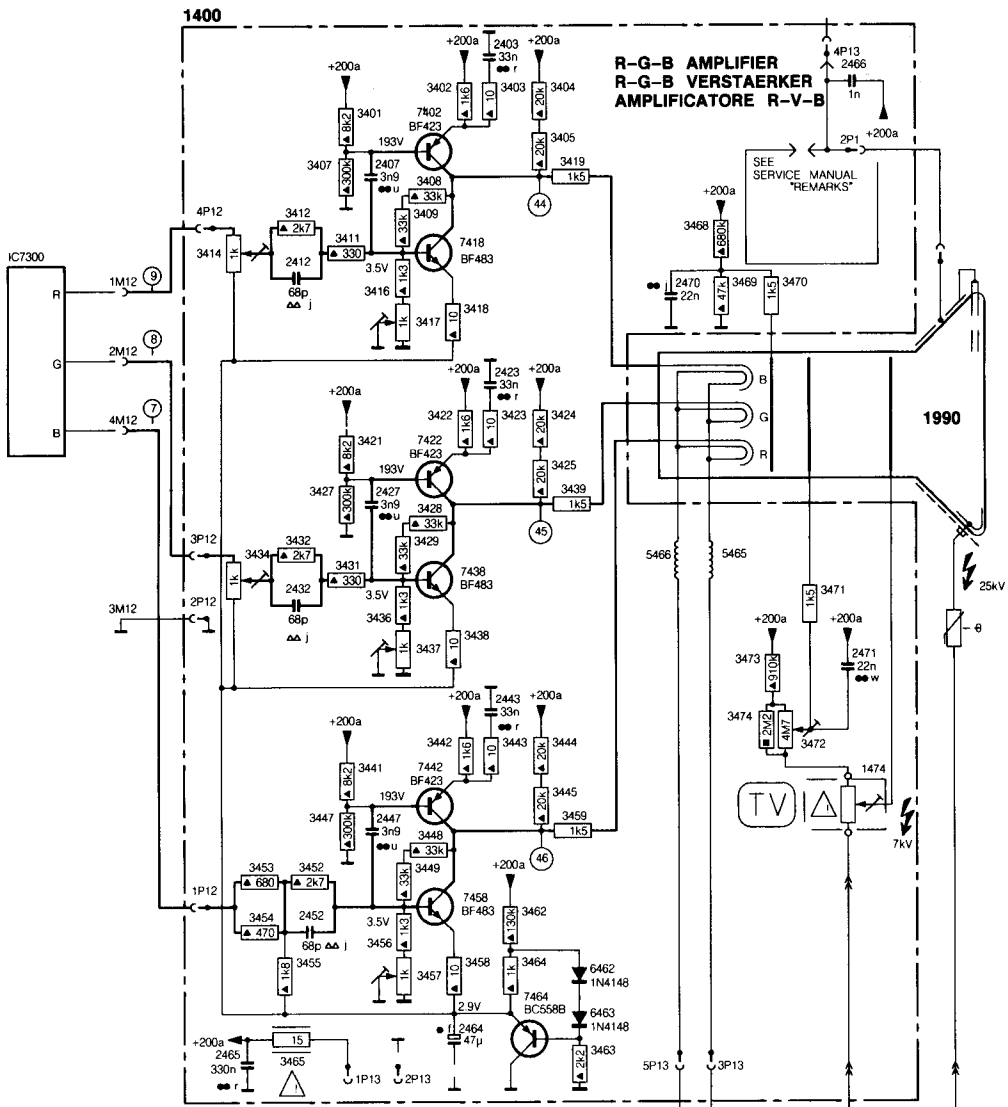 1400
R-G-B AMPLIFIER
R-G-B VERSTAERKER
AMPLIFICATORE R-V-B
+200a
2403
33n
r
+200a
3402
1k6
10
3403
20k
3404
+200a
3401
8k2
7402
BF423
193V
20k
3405
3407
300k
2407
3n9
u
3408
33k
3409
33k
3419
1k5
44
4P12
3412
2k7
3411
330
3414
1k
2412
68p
j
3.5V
7418
BF483
3416
1k3
1k
3417
10
3418
IC7300
R
1M12
9
G
2M12
8
B
4M12
7
4P13
2466
1n
+200a
2P1
SEE
SERVICE MANUAL
"REMARKS"
+200a
3468
680k
2470
22n
47k
3469
1k5
3470
B
G
R
1990
+200a
2423
33n
r
+200a
3422
1k6
10
3423
20k
3424
+200a
3421
8k2
7422
BF423
193V
20k
3425
3427
300k
2427
3n9
u
3428
33k
3429
33k
3439
1k5
45
3P12
3434
3432
2k7
3431
330
1k
2432
68p
j
3.5V
7438
BF483
3436
1k3
1k
3437
10
3438
3M12
2P12
5466
5465
25kV
θ
1k5
3471
+200a
+200a
3473
910k
2471
22n
w
3474
2M2
4M7
3472
1474
TV
7kV
+200a
2443
33n
r
+200a
3442
1k6
10
3443
20k
3444
+200a
3441
8k2
7442
BF423
193V
20k
3445
3447
300k
2447
3n9
u
3448
33k
3449
33k
3459
1k5
46
1P12
3453
680
3452
2k7
3454
470
2452
68p
j
3.5V
7458
BF483
3456
1k3
1k
3457
10
3458
1k8
3455
+200a
130k
3462
1k
3464
6462
1N4148
6463
1N4148
7464
BC558B
2k2
3463
2.9V
2464
47µ
+200a
15
3465
2465
330n
r
1P13
2P13
5P13
3P13